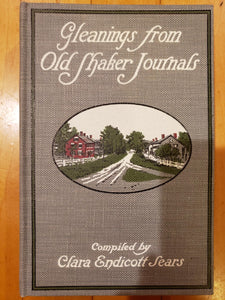 Gleanings from
Old Shaker Journals
Compiled by
Clara Endicott Sears